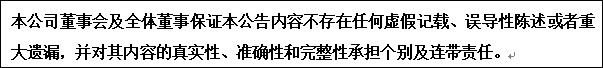 本公司董事会及全体董事保证本公告内容不存在任何虚假记载、误导性陈述或者重
大遗漏，并对其内容的真实性、准确性和完整性承担个别及连带责任。